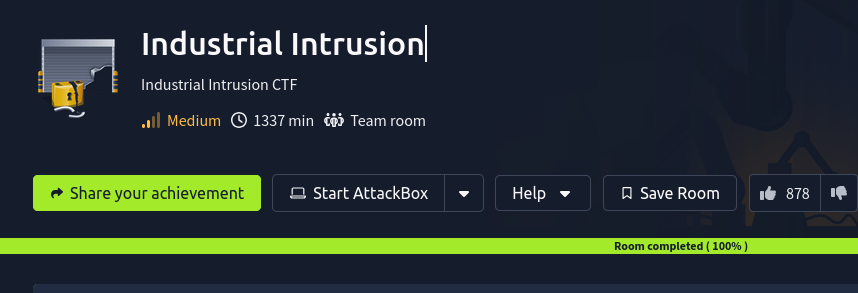 Industrial Intrusion
Industrial Intrusion CTF
Medium 1337 min Team room
Share your achievement Start AttackBox Help Save Room 878
Room completed ( 100% )